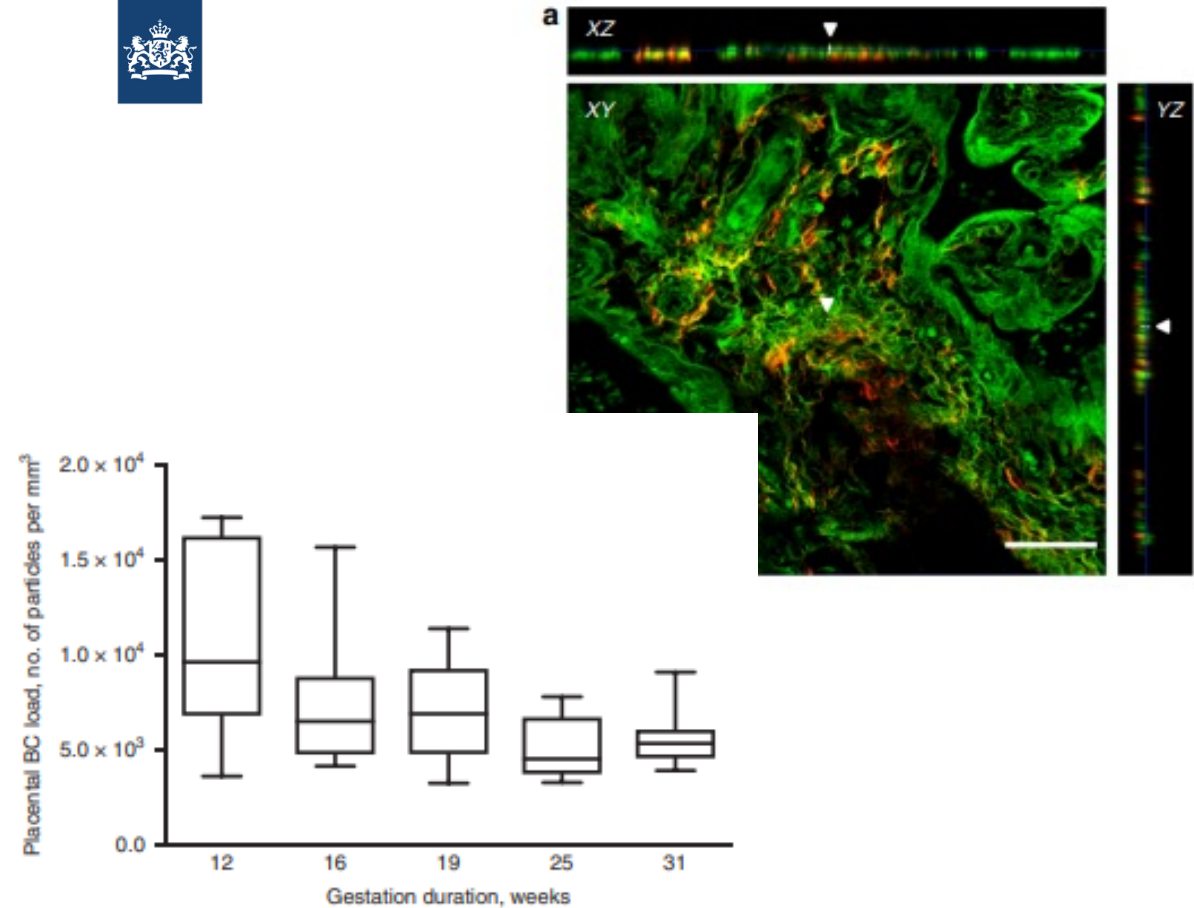 a
XZ
XY
YZ
Placental BC load, no. of particles per mm³
2.0 × 10⁴
1.5 × 10⁴
1.0 × 10⁴
5.0 × 10³
0.0
12 16 19 25 31
Gestation duration, weeks